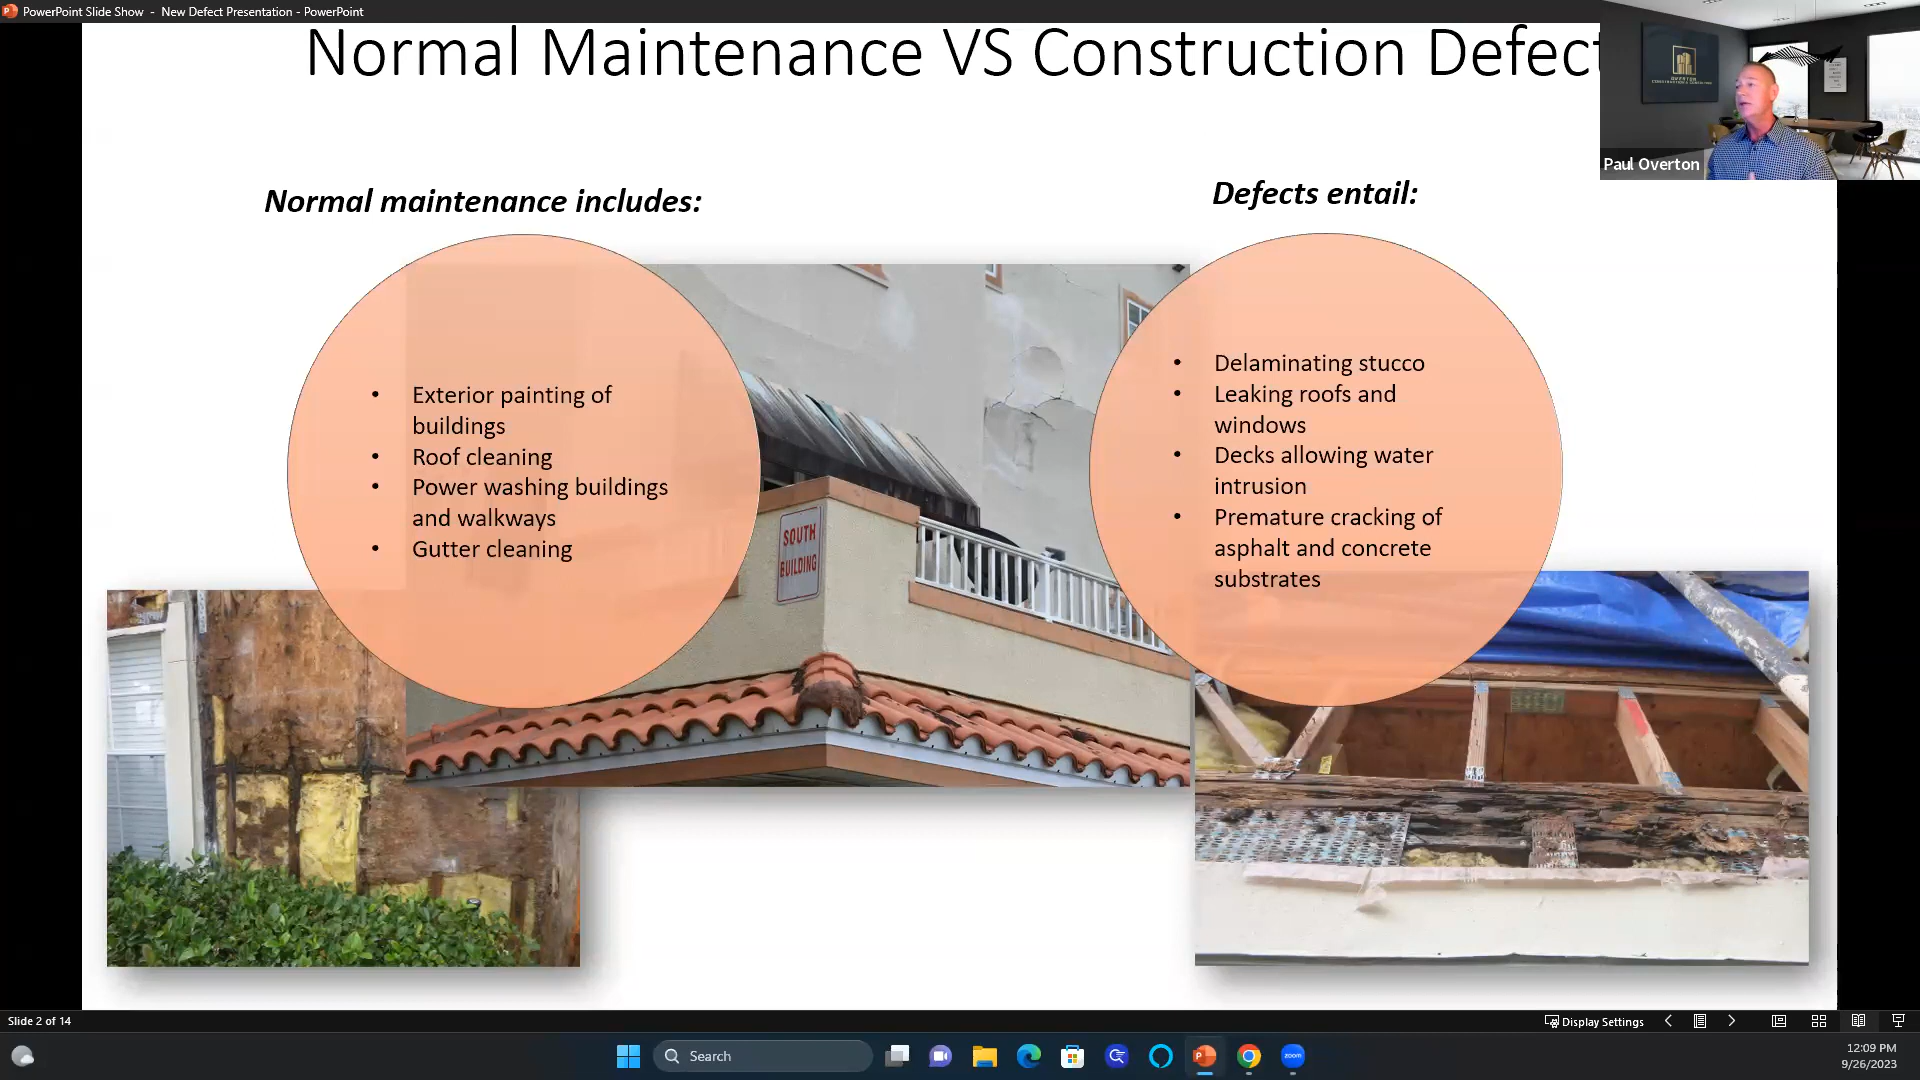 PowerPoint Slide Show - New Defect Presentation - PowerPoint
Normal Maintenance VS Construction Defect
Paul Overton
Normal maintenance includes:
• Exterior painting of
buildings
• Roof cleaning
• Power washing buildings
and walkways
• Gutter cleaning
Defects entail:
• Delaminating stucco
• Leaking roofs and
windows
• Decks allowing water
intrusion
• Premature cracking of
asphalt and concrete
substrates
SOUTH
BUILDING
Slide 2 of 14
Display Settings
Search
zoom
12:09 PM
9/26/2023